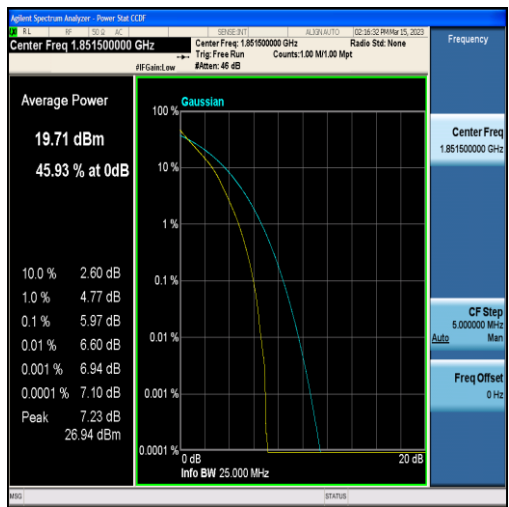 Agilent Spectrum Analyzer - Power Stat CCDF
RL RF 50 Ω AC SENSE:INT ALIGN AUTO 02:16:32 PM Mar 15, 2023
Center Freq 1.851500000 GHz
Center Freq: 1.851500000 GHz Radio Std: None
Trig: Free Run Counts:1.00 M/1.00 Mpt
#IFGain:Low #Atten: 46 dB
Frequency
Average Power
19.71 dBm
45.93 % at 0dB
10.0 % 2.60 dB
1.0 % 4.77 dB
0.1 % 5.97 dB
0.01 % 6.60 dB
0.001 % 6.94 dB
0.0001 % 7.10 dB
Peak 7.23 dB
26.94 dBm
Gaussian
100 %
10 %
1 %
0.1 %
0.01 %
0.001 %
0.0001 %
0 dB 20 dB
Info BW 25.000 MHz
Center Freq
1.851500000 GHz
CF Step
5.000000 MHz
Auto Man
Freq Offset
0 Hz
MSG STATUS